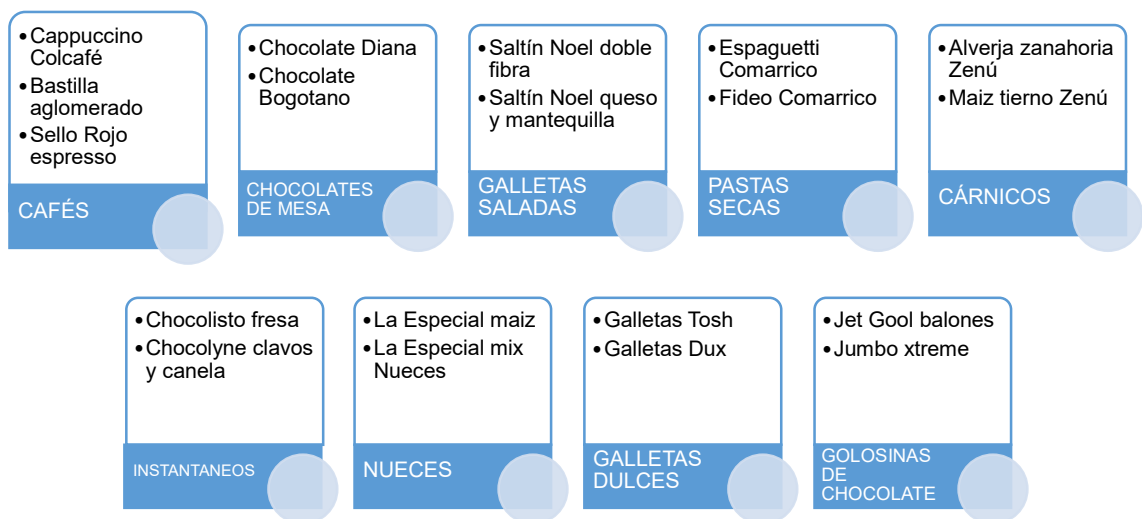 •Cappuccino
Colcafé
•Bastilla
aglomerado
•Sello Rojo
espresso
CAFÉS
•Chocolate Diana
•Chocolate
Bogotano
CHOCOLATES
DE MESA
•Saltín Noel doble
fibra
•Saltín Noel queso
y mantequilla
GALLETAS
SALADAS
•Espaguetti
Comarrico
•Fideo Comarrico
PASTAS
SECAS
•Alverja zanahoria
Zenú
•Maiz tierno Zenú
CÁRNICOS
•Chocolisto fresa
•Chocolyne clavos
y canela
INSTANTANEOS
•La Especial maiz
•La Especial mix
Nueces
NUECES
•Galletas Tosh
•Galletas Dux
GALLETAS
DULCES
•Jet Gool balones
•Jumbo xtreme
GOLOSINAS
DE
CHOCOLATE